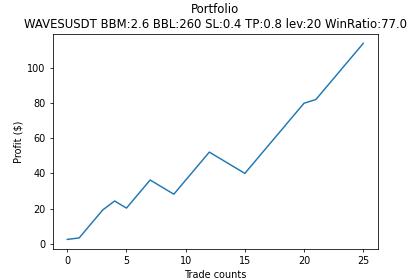 Portfolio
WAVESUSDT BBM:2.6 BBL:260 SL:0.4 TP:0.8 lev:20 WinRatio:77.0
100
80
60
40
20
0
Profit ($)
0 5 10 15 20 25
Trade counts